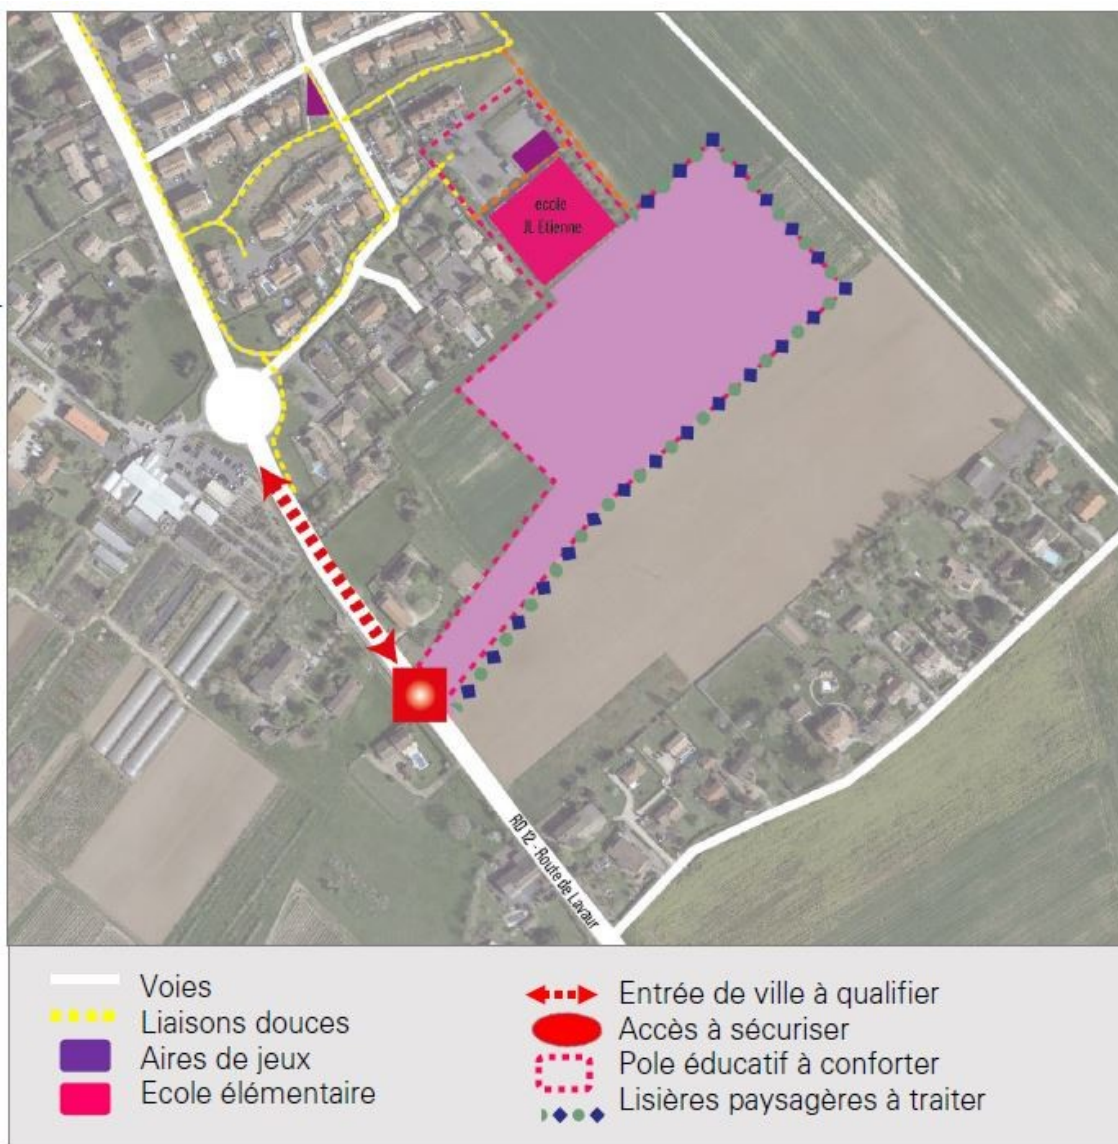 ecole
JL Etienne
RD 12 - Route de Lavaur
Voies
Liaisons douces
Aires de jeux
Ecole élémentaire
Entrée de ville à qualifier
Accès à sécuriser
Pole éducatif à conforter
Lisières paysagères à traiter